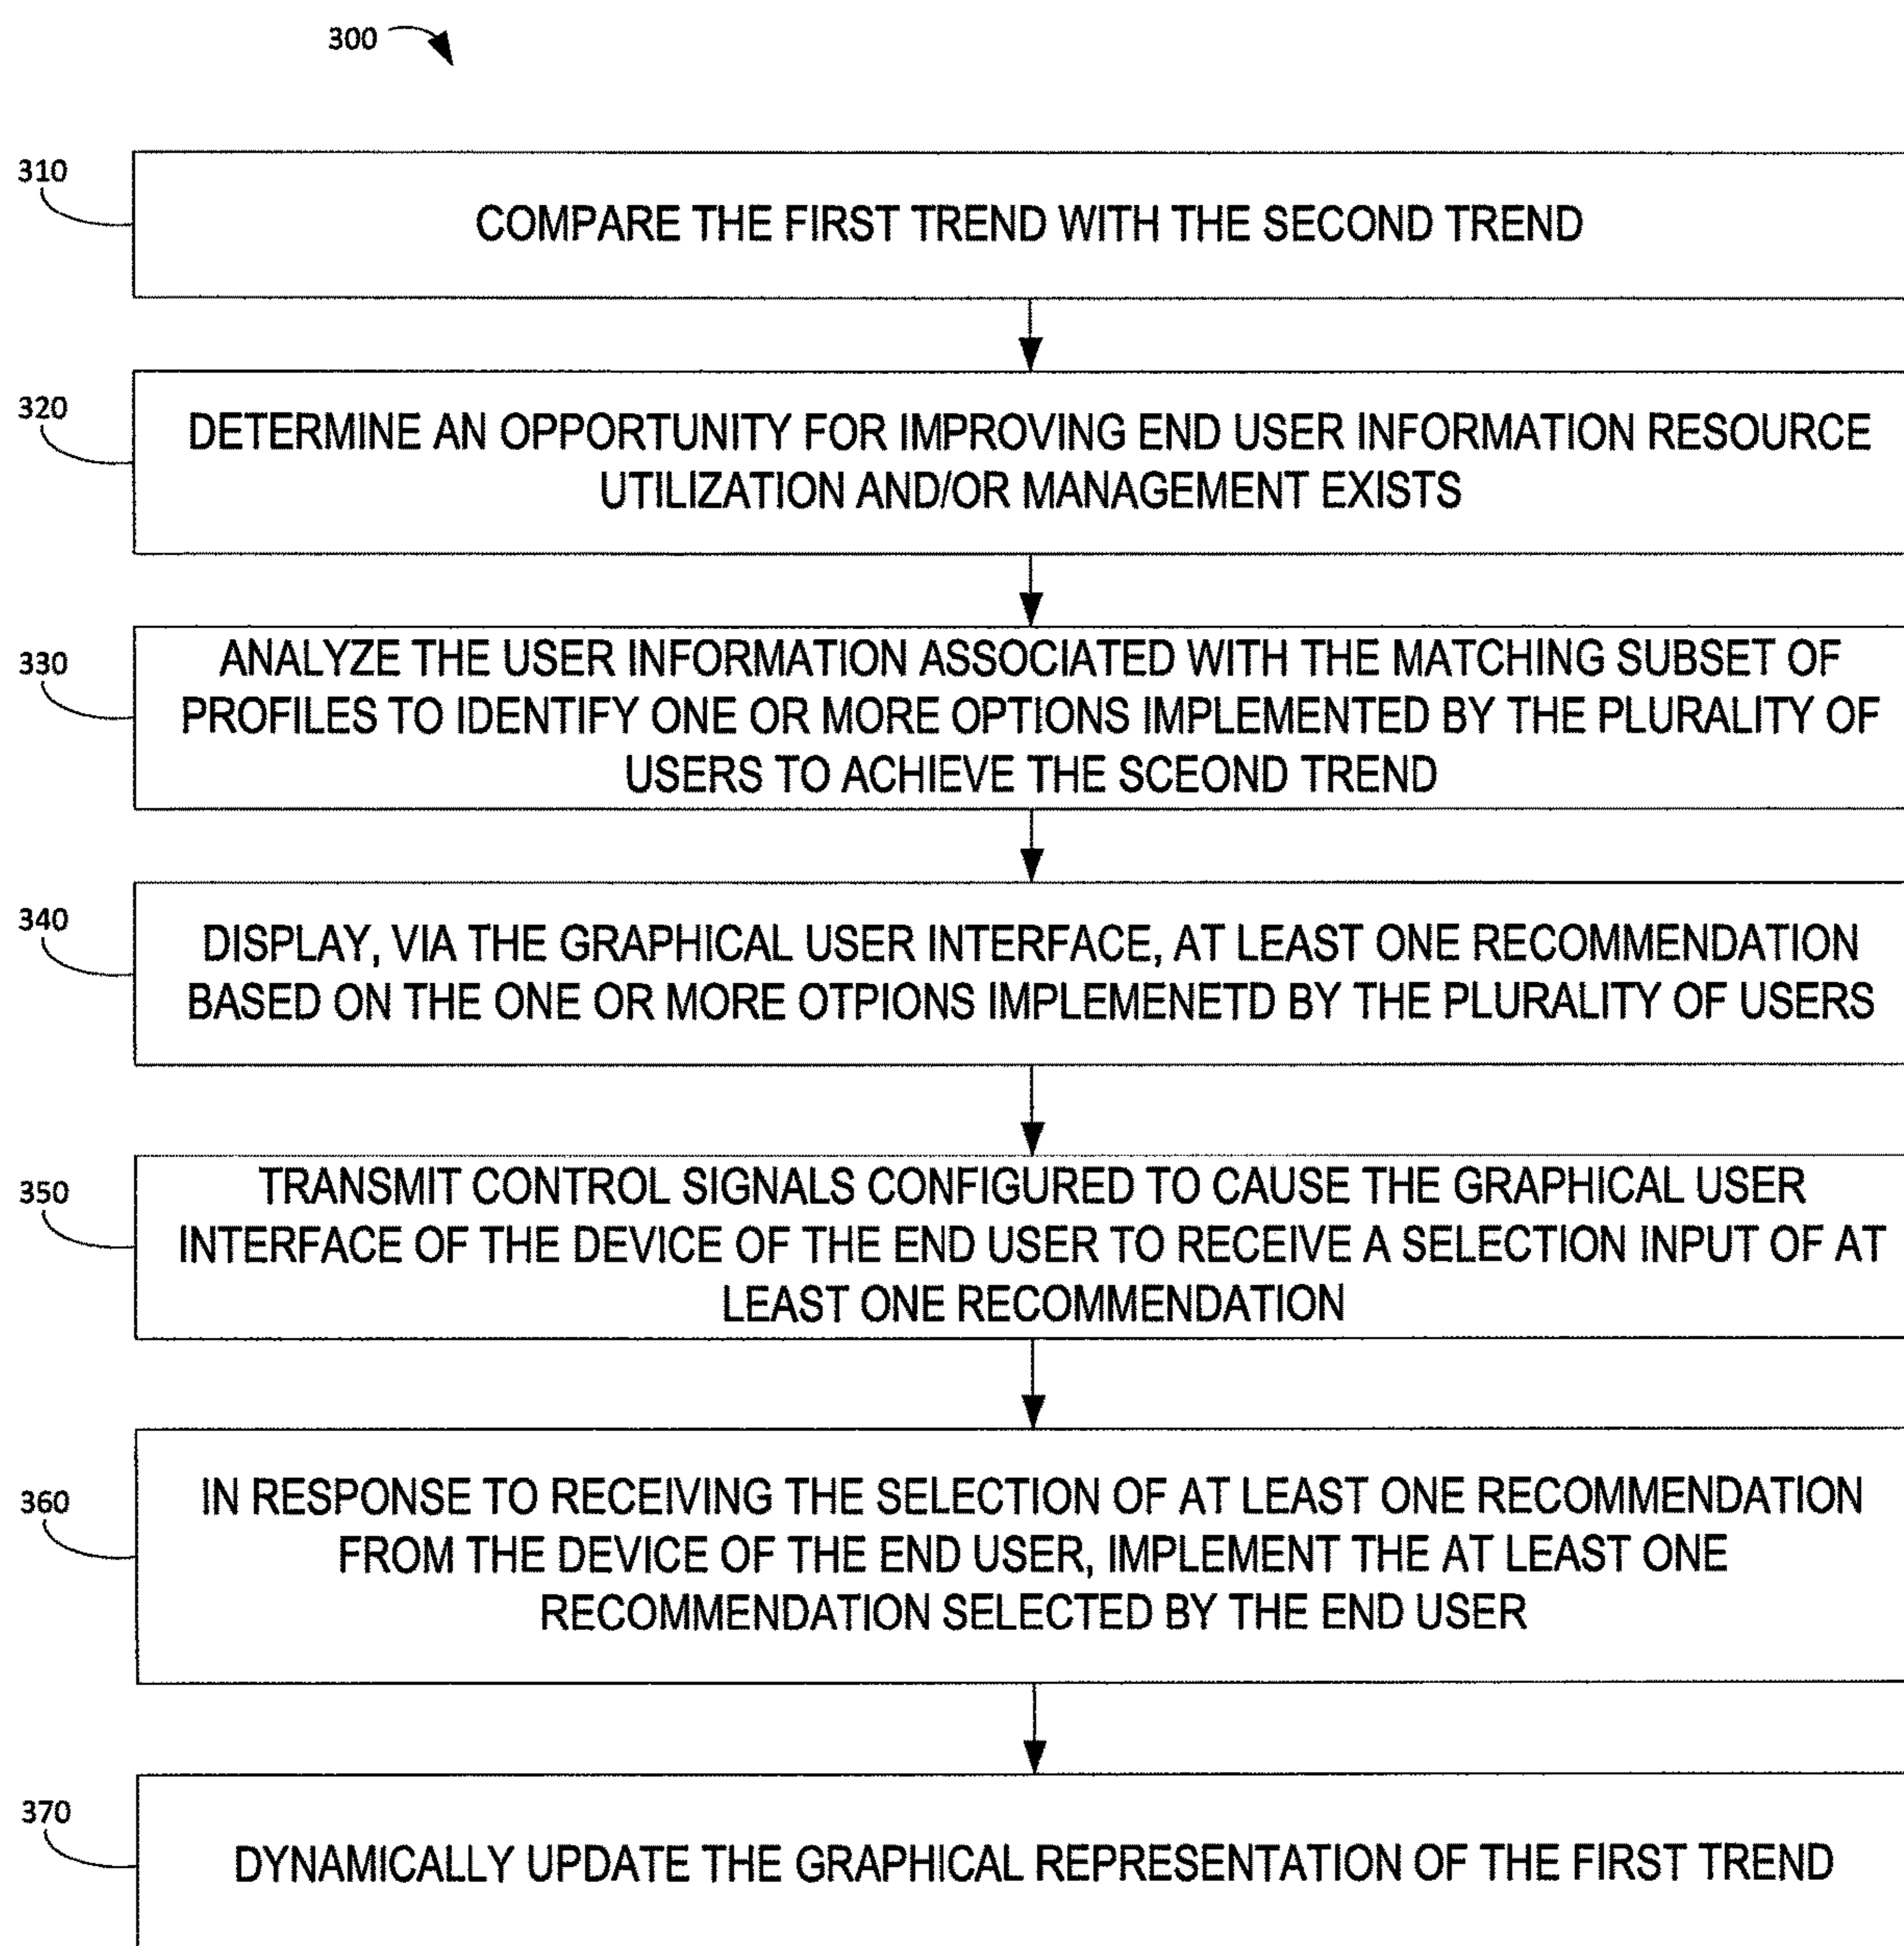 300
310
COMPARE THE FIRST TREND WITH THE SECOND TREND
320
DETERMINE AN OPPORTUNITY FOR IMPROVING END USER INFORMATION RESOURCE
UTILIZATION AND/OR MANAGEMENT EXISTS
330
ANALYZE THE USER INFORMATION ASSOCIATED WITH THE MATCHING SUBSET OF
PROFILES TO IDENTIFY ONE OR MORE OPTIONS IMPLEMENTED BY THE PLURALITY OF
USERS TO ACHIEVE THE SCEOND TREND
340
DISPLAY, VIA THE GRAPHICAL USER INTERFACE, AT LEAST ONE RECOMMENDATION
BASED ON THE ONE OR MORE OTPIONS IMPLEMENETD BY THE PLURALITY OF USERS
350
TRANSMIT CONTROL SIGNALS CONFIGURED TO CAUSE THE GRAPHICAL USER
INTERFACE OF THE DEVICE OF THE END USER TO RECEIVE A SELECTION INPUT OF AT
LEAST ONE RECOMMENDATION
360
IN RESPONSE TO RECEIVING THE SELECTION OF AT LEAST ONE RECOMMENDATION
FROM THE DEVICE OF THE END USER, IMPLEMENT THE AT LEAST ONE
RECOMMENDATION SELECTED BY THE END USER
370
DYNAMICALLY UPDATE THE GRAPHICAL REPRESENTATION OF THE FIRST TREND